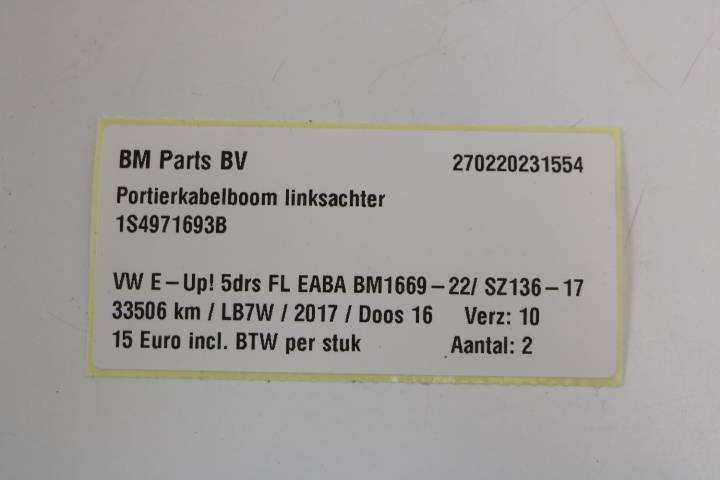 BM Parts BV 270220231554
Portierkabelboom linksachter
1S4971693B
VW E-Up! 5drs FL EABA BM1669-22/ SZ136-17
33506 km / LB7W / 2017 / Doos 16 Verz: 10
15 Euro incl. BTW per stuk Aantal: 2